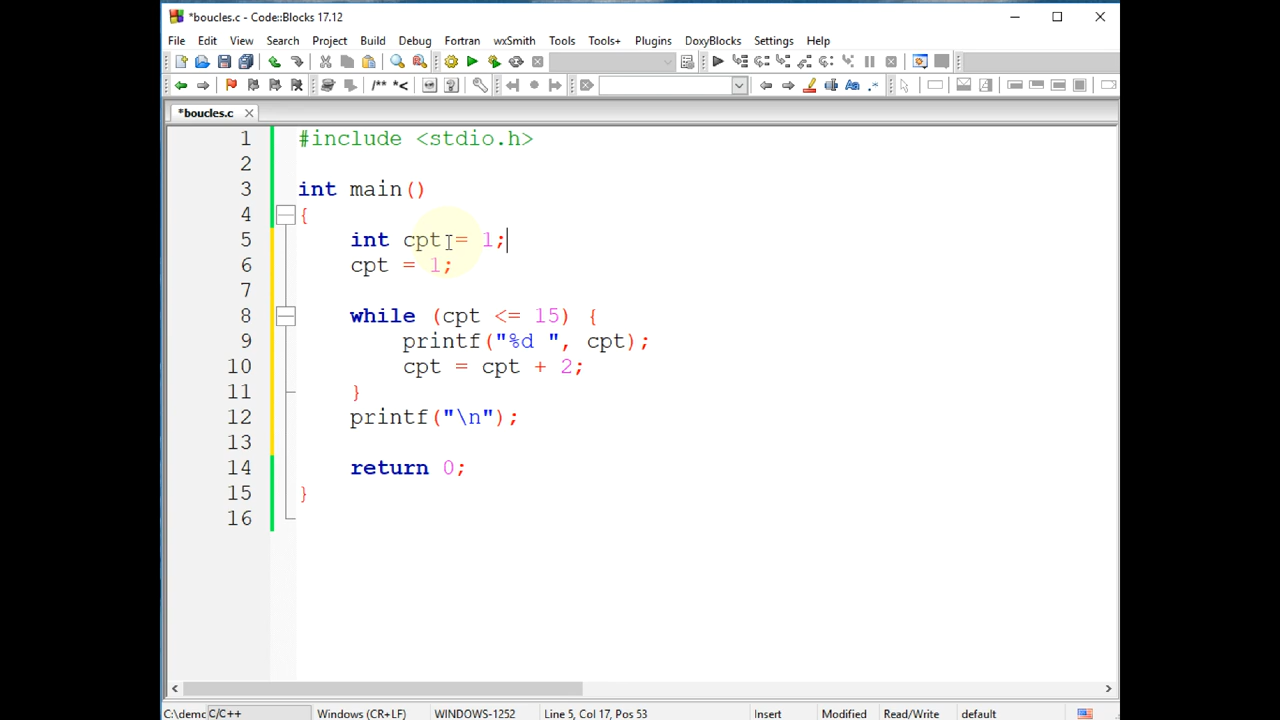 *boucles.c - Code::Blocks 17.12
File Edit View Search Project Build Debug Fortran wxSmith Tools Tools+ Plugins DoxyBlocks Settings Help
/** *<
*boucles.c
1 #include <stdio.h>
2
3 int main()
4 {
5 int cpt = 1;
6 cpt = 1;
7
8 while (cpt <= 15) {
9 printf("%d ", cpt);
10 cpt = cpt + 2;
11 }
12 printf("\n");
13
14 return 0;
15 }
16
C:\demo C/C++ Windows (CR+LF) WINDOWS-1252 Line 5, Col 17, Pos 53 Insert Modified Read/Write default